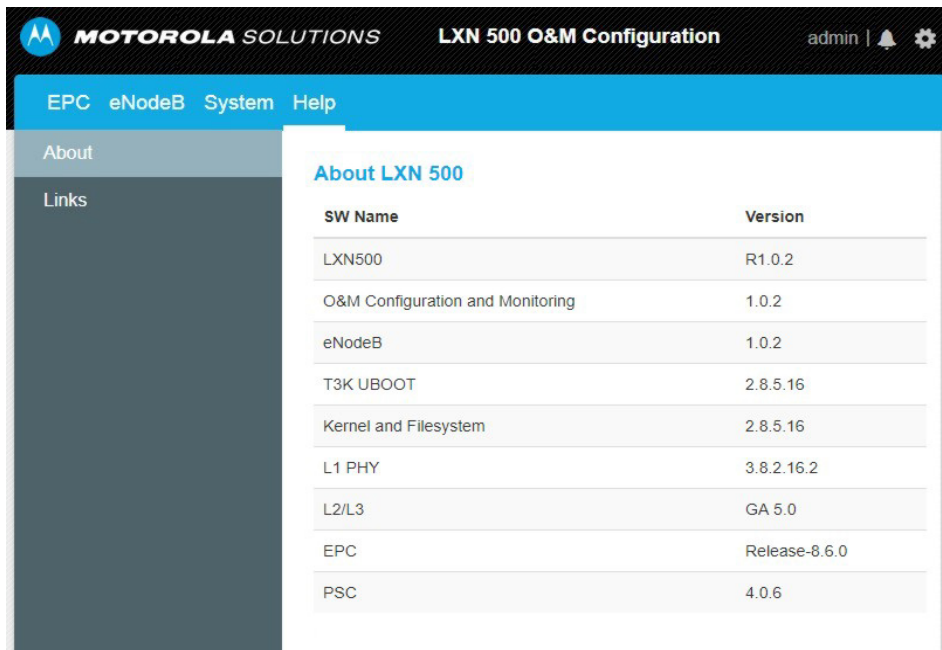 MOTOROLA SOLUTIONS LXN 500 O&M Configuration admin |
EPC eNodeB System Help
About
Links
About LXN 500
SW Name Version
LXN500 R1.0.2
O&M Configuration and Monitoring 1.0.2
eNodeB 1.0.2
T3K UBOOT 2.8.5.16
Kernel and Filesystem 2.8.5.16
L1 PHY 3.8.2.16.2
L2/L3 GA 5.0
EPC Release-8.6.0
PSC 4.0.6